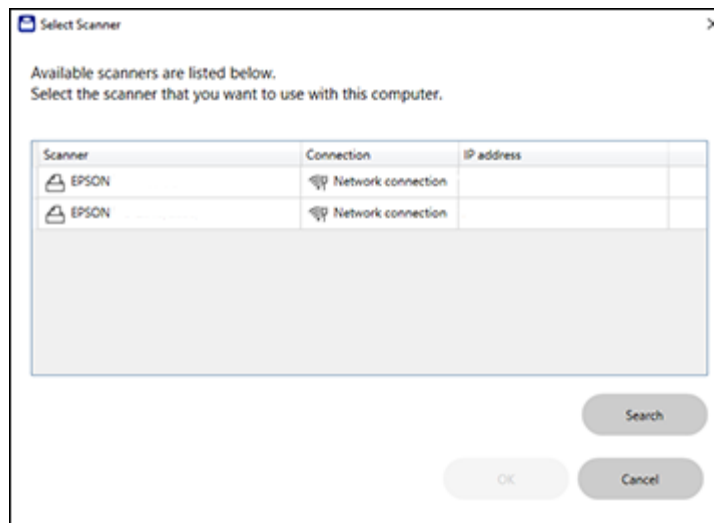 Select Scanner
Available scanners are listed below.
Select the scanner that you want to use with this computer.
Scanner Connection IP address
EPSON Network connection
EPSON Network connection
Search
OK Cancel